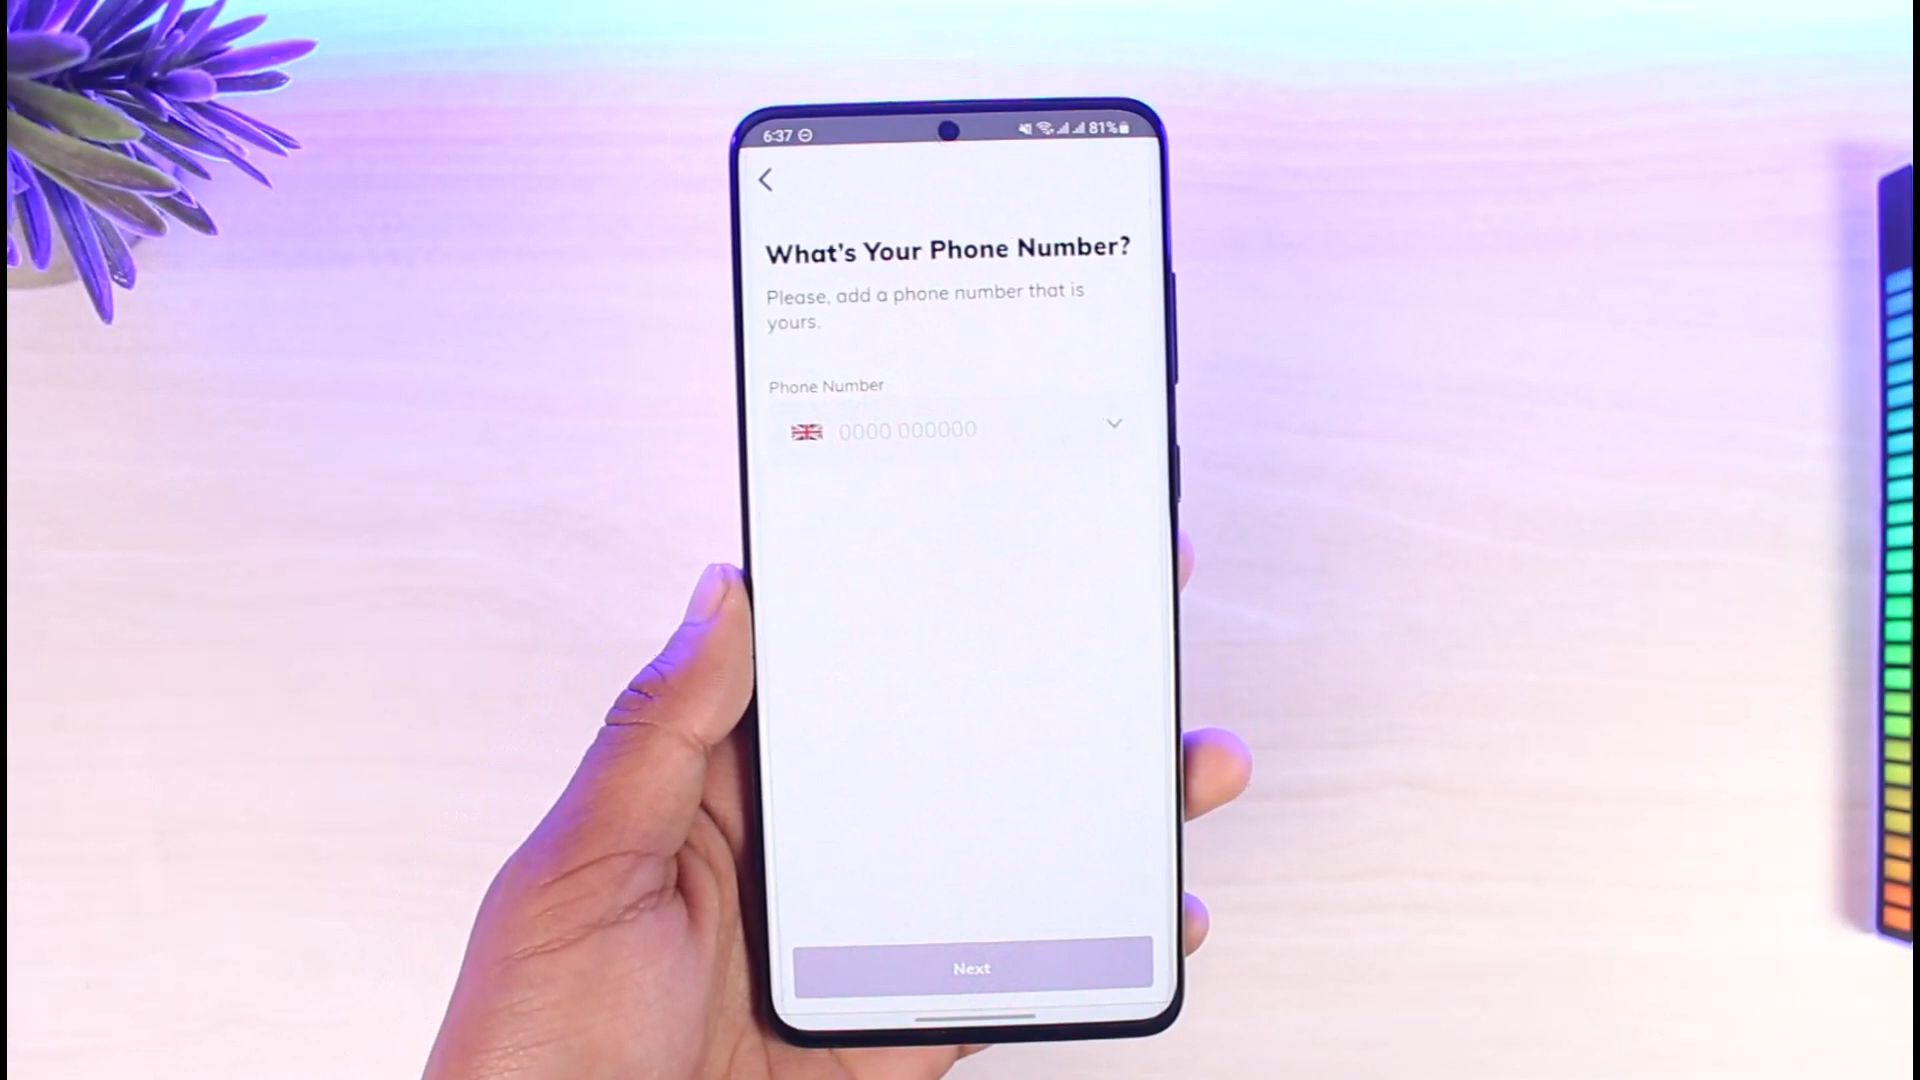 6:37 81%
What's Your Phone Number?
Please, add a phone number that is
yours.
Phone Number
0000 000000
Next